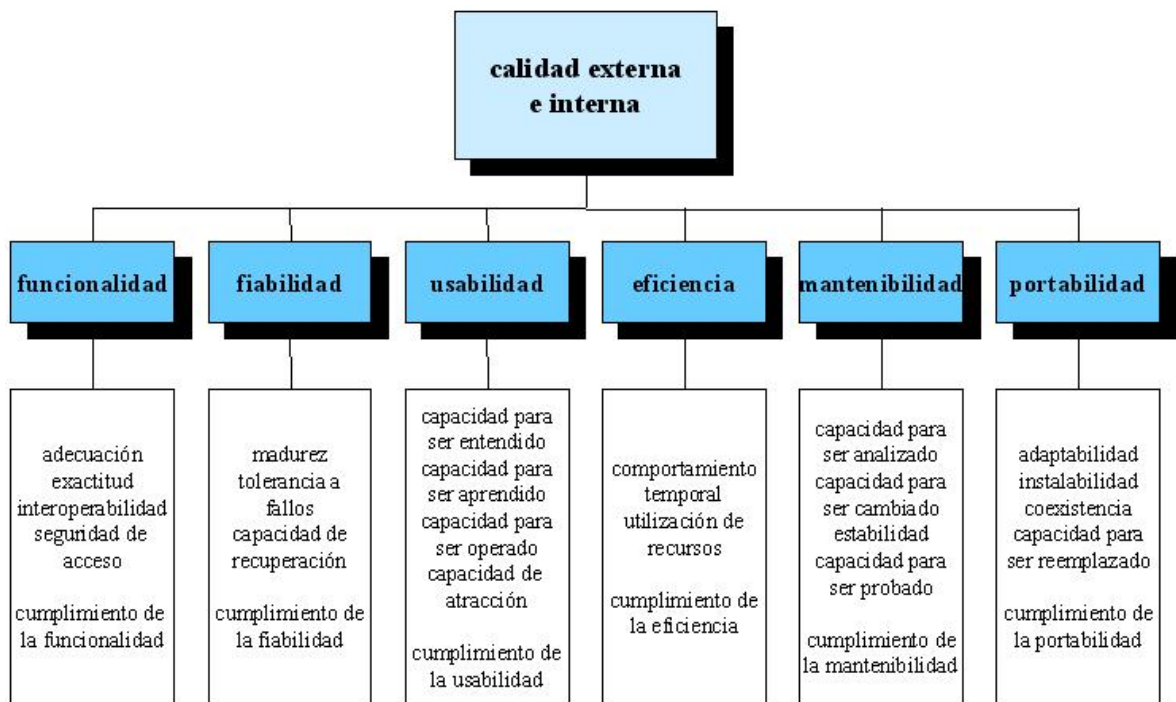 calidad externa
e interna
funcionalidad
fiabilidad
usabilidad
eficiencia
mantenibilidad
portabilidad
adecuación
exactitud
interoperabilidad
seguridad de
acceso
cumplimiento de
la funcionalidad
madurez
tolerancia a
fallos
capacidad de
recuperación
cumplimiento de
la fiabilidad
capacidad para
ser entendido
capacidad para
ser aprendido
capacidad para
ser operado
capacidad de
atracción
cumplimiento de
la usabilidad
comportamiento
temporal
utilización de
recursos
cumplimiento de
la eficiencia
capacidad para
ser analizado
capacidad para
ser cambiado
estabilidad
capacidad para
ser probado
cumplimiento de
la mantenibilidad
adaptabilidad
instalabilidad
coexistencia
capacidad para
ser reemplazado
cumplimiento de
la portabilidad